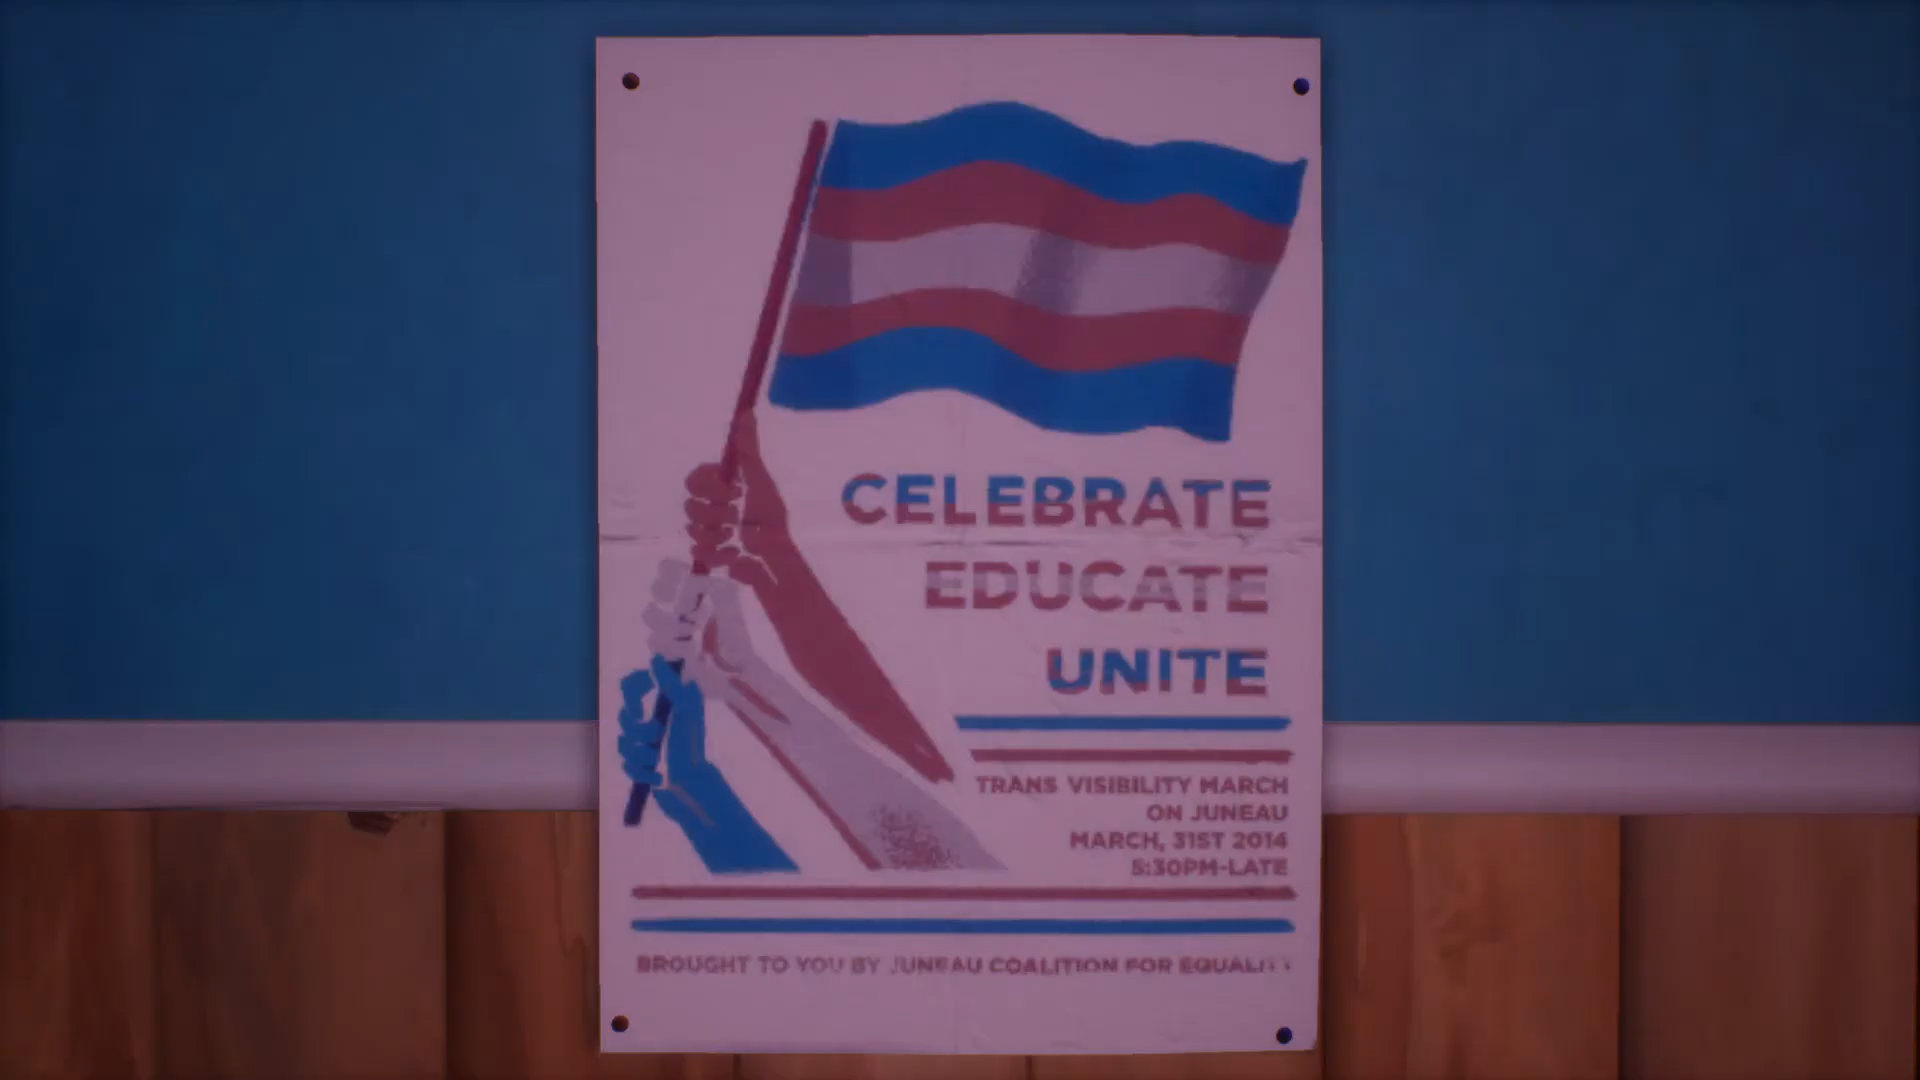 CELEBRATE
EDUCATE
UNITE
TRANS VISIBILITY MARCH
ON JUNEAU
MARCH, 31ST 2014
5:30PM-LATE
BROUGHT TO YOU BY JUNEAU COALITION FOR EQUALITY